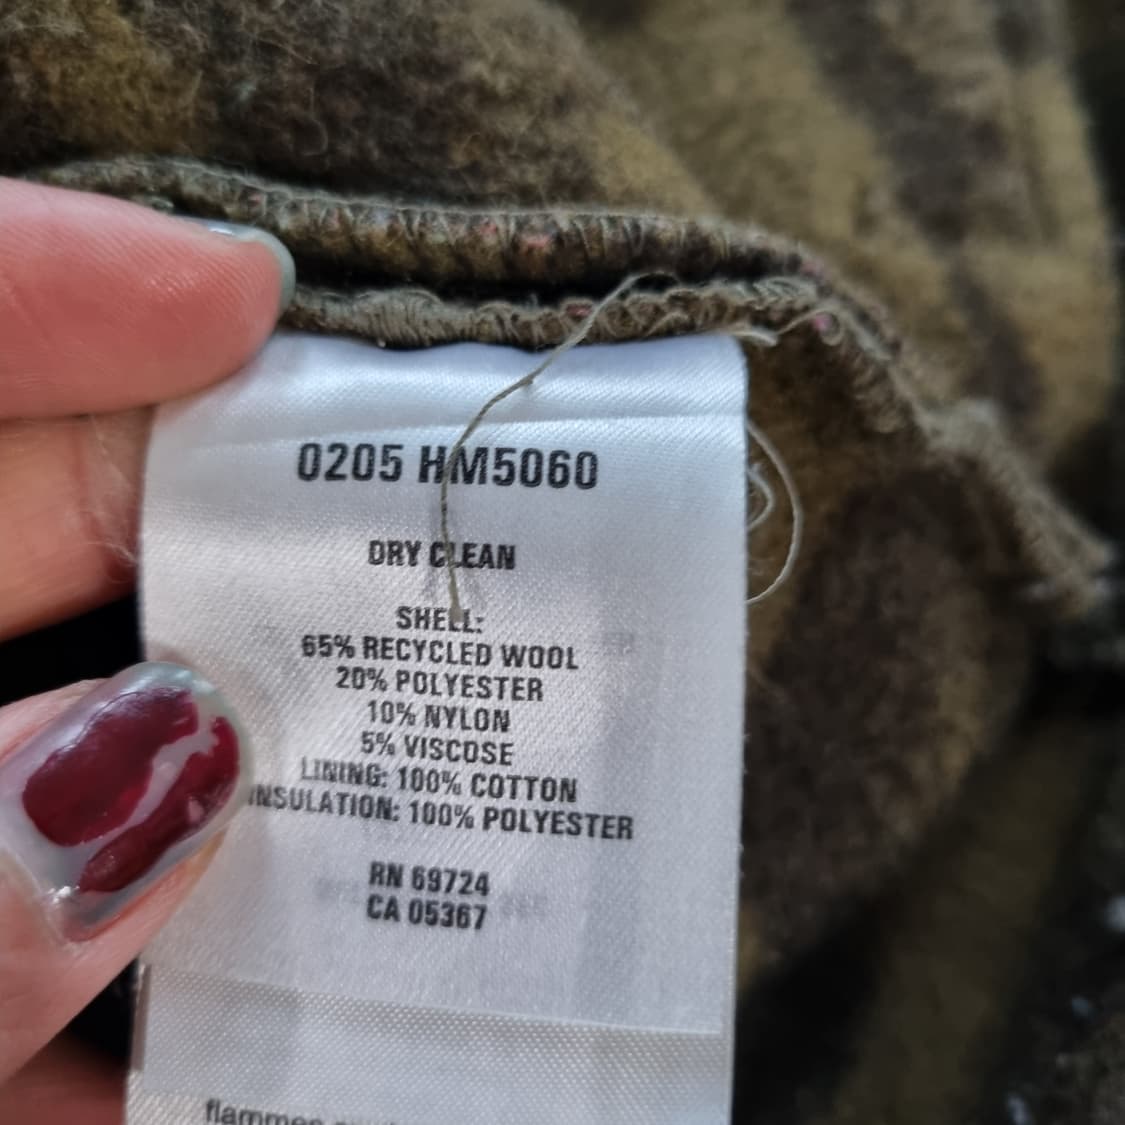 0205 HM5060
DRY CLEAN
SHELL:
65% RECYCLED WOOL
20% POLYESTER
10% NYLON
5% VISCOSE
LINING: 100% COTTON
INSULATION: 100% POLYESTER
RN 69724
CA 05367
flammes